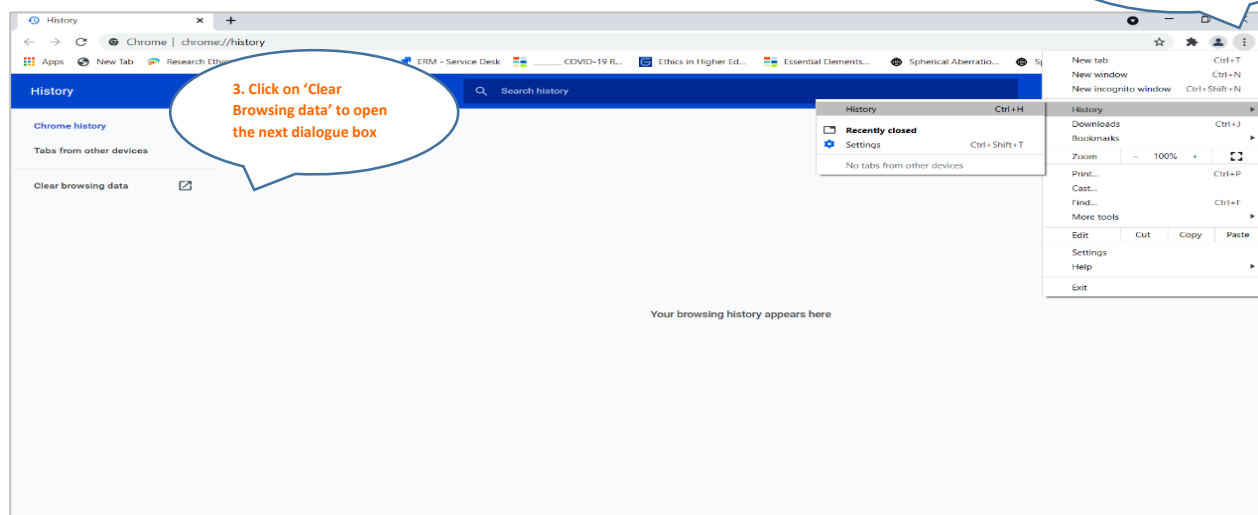 History
Chrome | chrome://history
Apps New Tab Research Ethi ERM - Service Desk _____ COVID-19 R... Ethics in Higher Ed... Essential Elements... Spherical Aberratio...
History
Search history
3. Click on ‘Clear
Browsing data’ to open
the next dialogue box
Chrome history
Tabs from other devices
Clear browsing data
Your browsing history appears here
History Ctrl+H
Recently closed
Settings Ctrl+Shift+T
No tabs from other devices
New tab Ctrl+T
New window Ctrl+N
New incognito window Ctrl+Shift+N
History
Downloads Ctrl+J
Bookmarks
Zoom - 100% +
Print... Ctrl+P
Cast...
Find... Ctrl+F
More tools
Edit Cut Copy Paste
Settings
Help
Exit